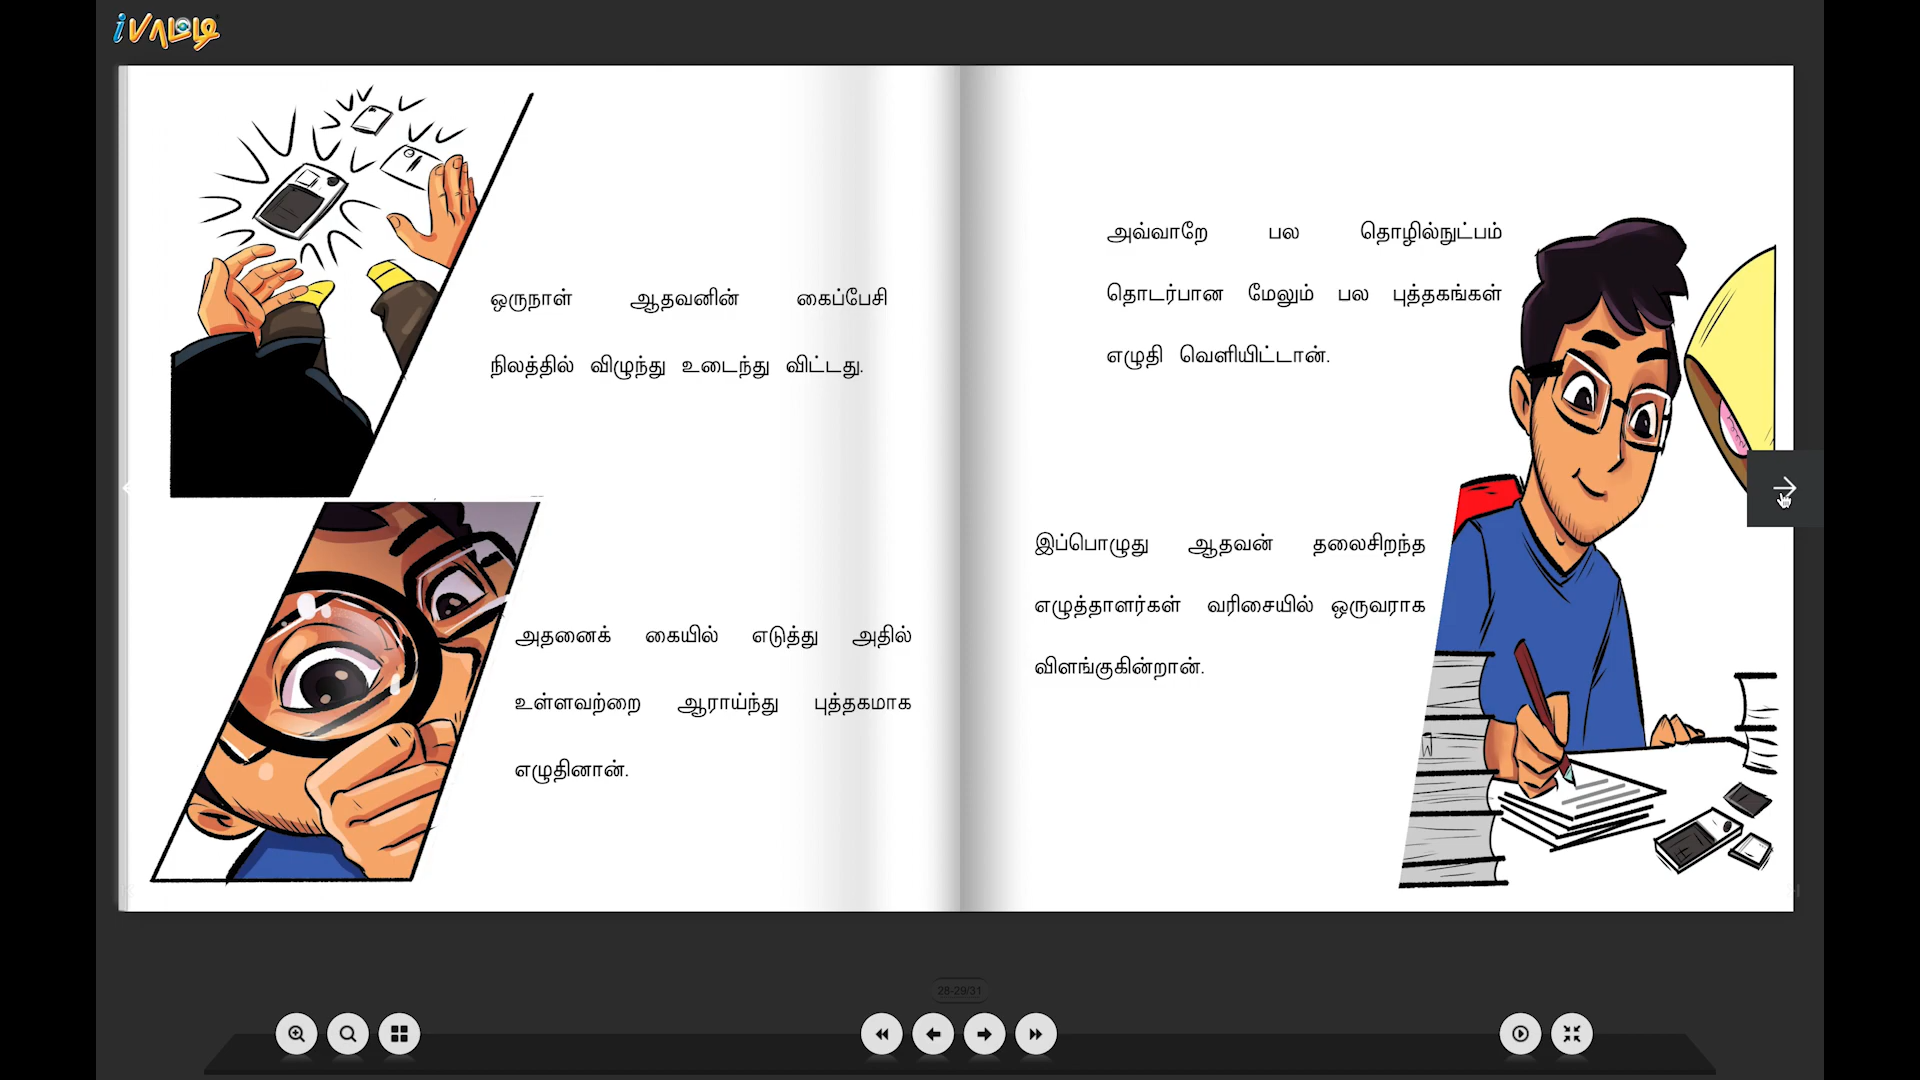 iபாட்டி
ஒருநாள் ஆதவனின் கைப்பேசி
நிலத்தில் விழுந்து உடைந்து விட்டது.
அதனைக் கையில் எடுத்து அதில்
உள்ளவற்றை ஆராய்ந்து புத்தகமாக
எழுதினான்.
அவ்வாறே பல தொழில்நுட்பம்
தொடர்பான மேலும் பல புத்தகங்கள்
எழுதி வெளியிட்டான்.
இப்பொழுது ஆதவன் தலைசிறந்த
எழுத்தாளர்கள் வரிசையில் ஒருவராக
விளங்குகின்றான்.
28-29/31